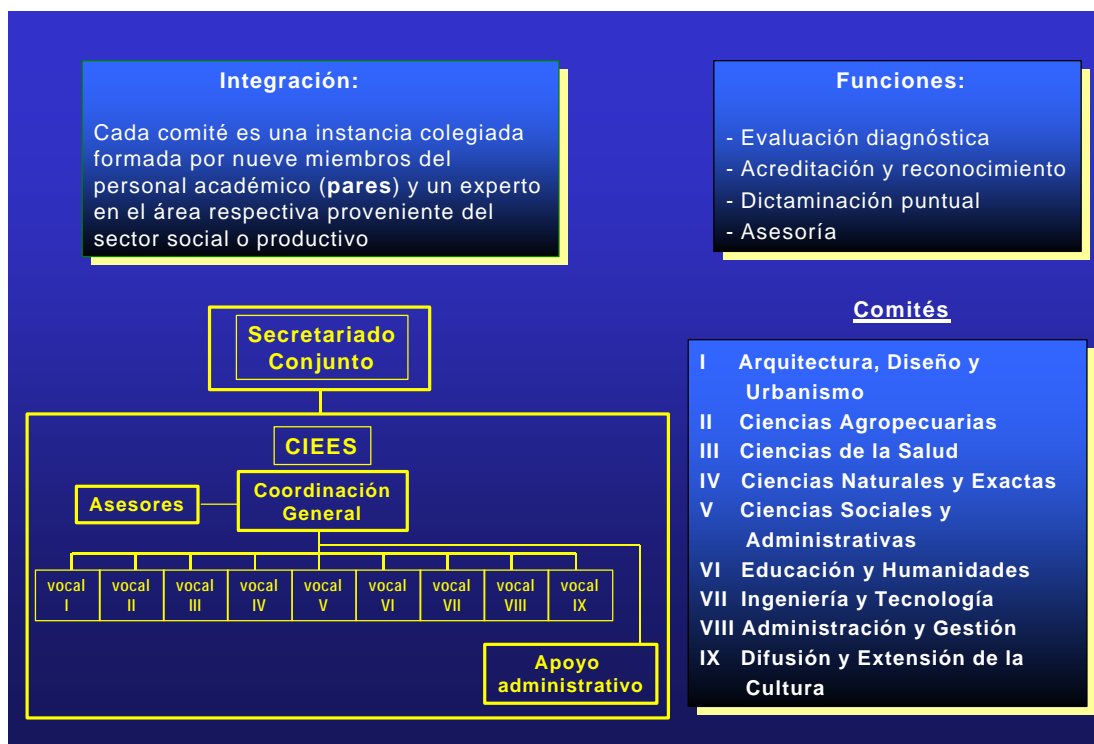 Integración:
Cada comité es una instancia colegiada
formada por nueve miembros del
personal académico (pares) y un experto
en el área respectiva proveniente del
sector social o productivo
Funciones:
- Evaluación diagnóstica
- Acreditación y reconocimiento
- Dictaminación puntual
- Asesoría
Secretariado
Conjunto
CIEES
Asesores
Coordinación
General
vocal
I
vocal
II
vocal
III
vocal
IV
vocal
V
vocal
VI
vocal
VII
vocal
VIII
vocal
IX
Apoyo
administrativo
Comités
I Arquitectura, Diseño y
Urbanismo
II Ciencias Agropecuarias
III Ciencias de la Salud
IV Ciencias Naturales y Exactas
V Ciencias Sociales y
Administrativas
VI Educación y Humanidades
VII Ingeniería y Tecnología
VIII Administración y Gestión
IX Difusión y Extensión de la
Cultura